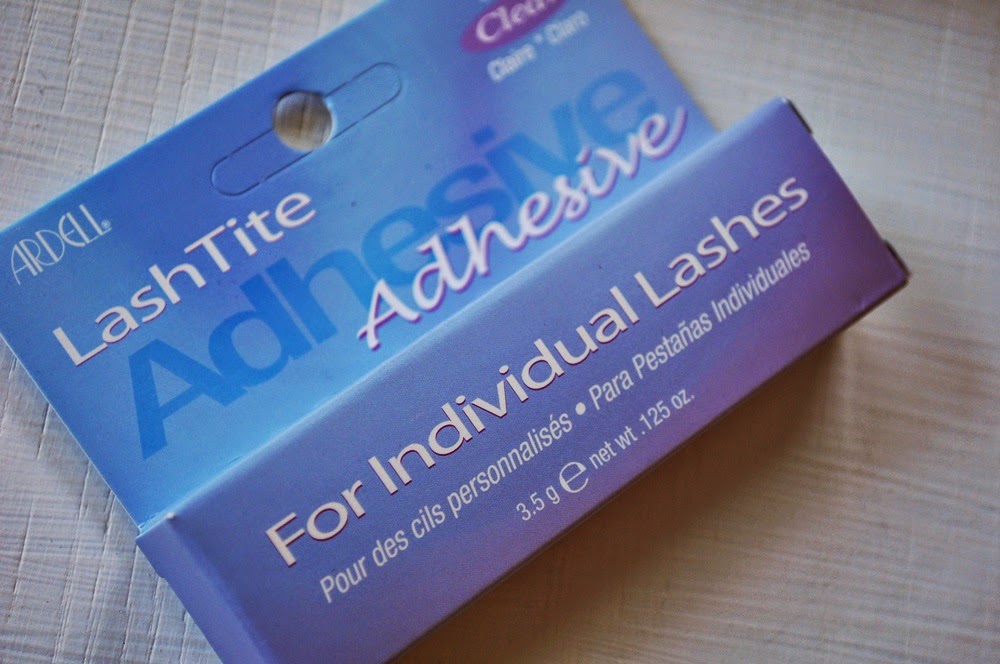 Clear
Claire * Claro
ARDELL®
LashTite
Adhesive
Adhesive
For Individual Lashes
Pour des cils personnalisés • Para Pestañas Individuales
3.5 g ℮ net wt .125 oz.